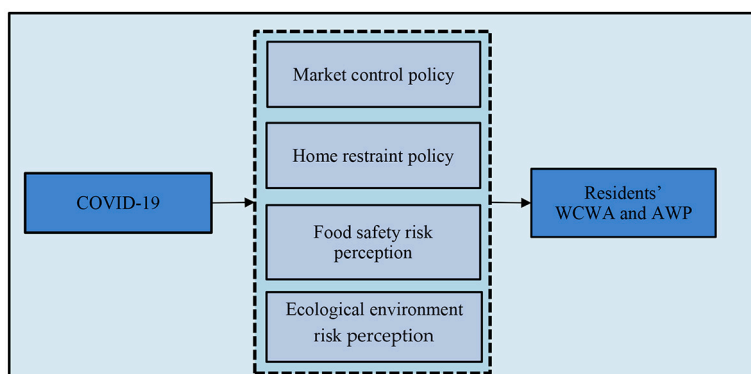 COVID-19
Market control policy
Home restraint policy
Food safety risk
perception
Ecological environment
risk perception
Residents’
WCWA and AWP